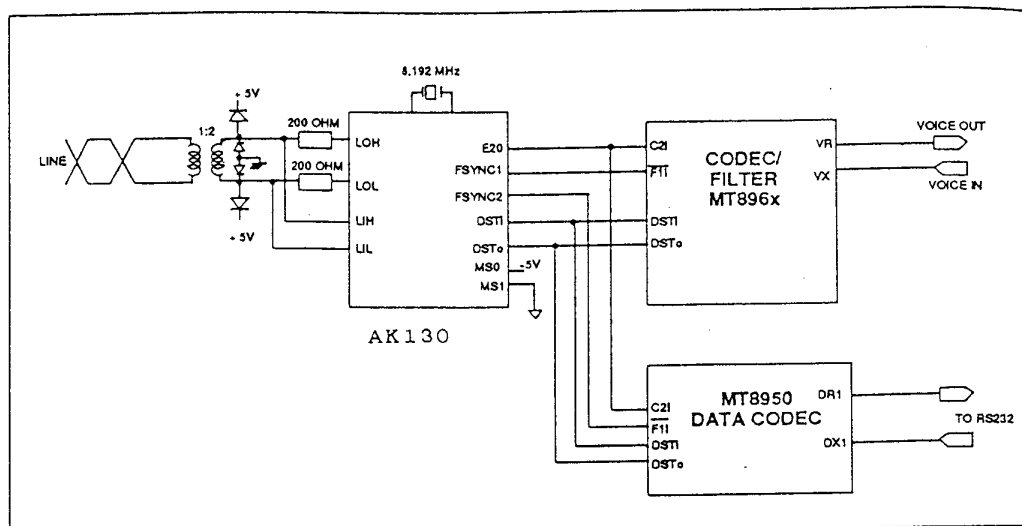 8.192 MHz
+ 5V
1:2
200 OHM
LINE
200 OHM
+ 5V
LOH
LOL
LIH
LIL
E20
FSYNC1
FSYNC2
DSTI
DSTo
MS0
-5V
MS1
AK130
C2I
F1I
DSTI
DSTo
CODEC/
FILTER
MT896x
VR
VX
VOICE OUT
VOICE IN
C2I
F1I
DSTI
DSTo
MT8950
DATA CODEC
DR1
DX1
TO RS232